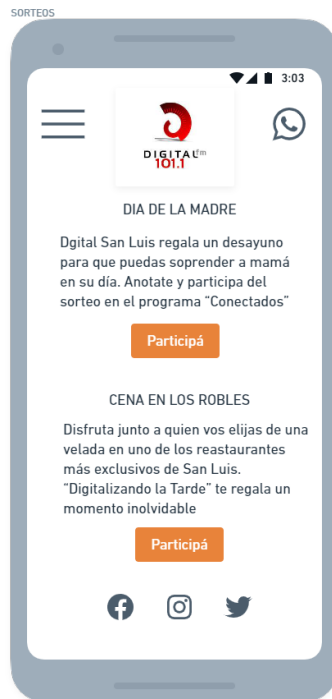 SORTEOS
3:03
DIGITAL fm
101.1
DIA DE LA MADRE
Dgital San Luis regala un desayuno
para que puedas soprender a mamá
en su día. Anotate y participa del
sorteo en el programa “Conectados”
Participá
CENA EN LOS ROBLES
Disfruta junto a quien vos elijas de una
velada en uno de los reastaurantes
más exclusivos de San Luis.
“Digitalizando la Tarde” te regala un
momento inolvidable
Participá